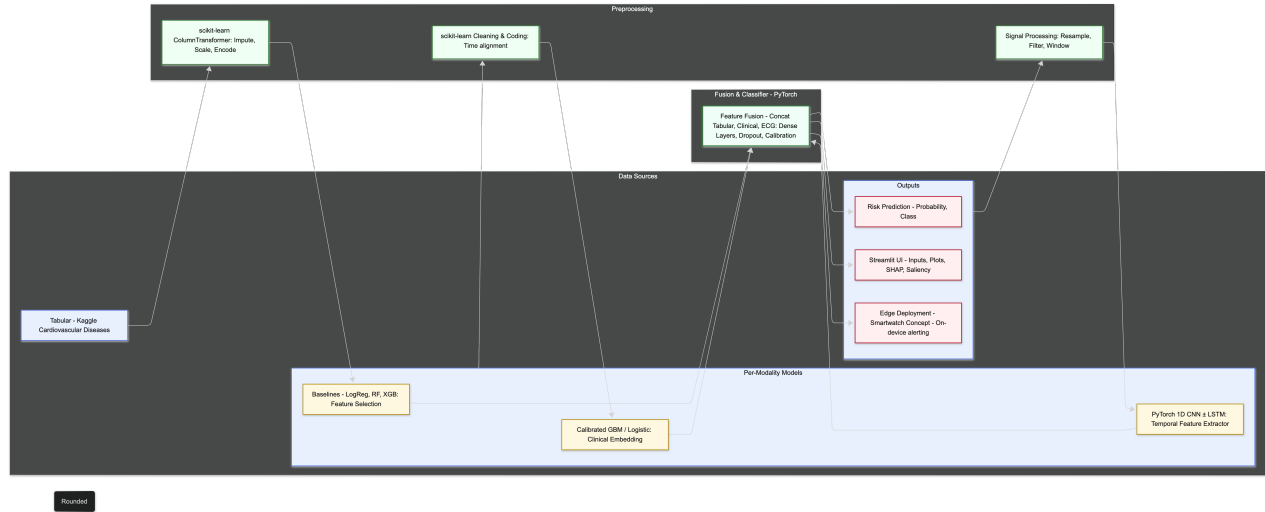 Preprocessing
scikit-learn
ColumnTransformer: Impute,
Scale, Encode
scikit-learn Cleaning & Coding:
Time alignment
Signal Processing: Resample,
Filter, Window
Fusion & Classifier - PyTorch
Feature Fusion - Concat
Tabular, Clinical, ECG: Dense
Layers, Dropout, Calibration
Data Sources
Outputs
Risk Prediction - Probability,
Class
Streamlit UI - Inputs, Plots,
SHAP, Saliency
Edge Deployment -
Smartwatch Concept - On-
device alerting
Tabular - Kaggle
Cardiovascular Diseases
Per-Modality Models
Baselines - LogReg, RF, XGB:
Feature Selection
Calibrated GBM / Logistic:
Clinical Embedding
PyTorch 1D CNN ± LSTM:
Temporal Feature Extractor
Rounded